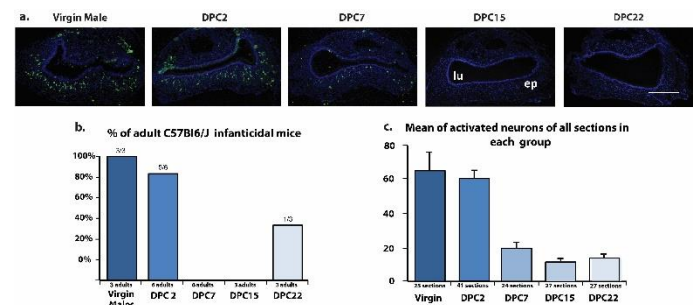 a.
Virgin Male DPC2 DPC7 DPC15 DPC22
lu
ep
b.
% of adult C57Bl6/J infanticidal mice
3/3
5/6
1/3
100%
80%
60%
40%
20%
0%
3 adults 6 adults 6 adults 3 adults 3 adults
Virgin DPC 2 DPC7 DPC15 DPC22
Males
c.
Mean of activated neurons of all sections in
each group
80
60
40
20
0
41 sections 24 sections 27 sections 27 sections
Virgin DPC2 DPC7 DPC15 DPC22